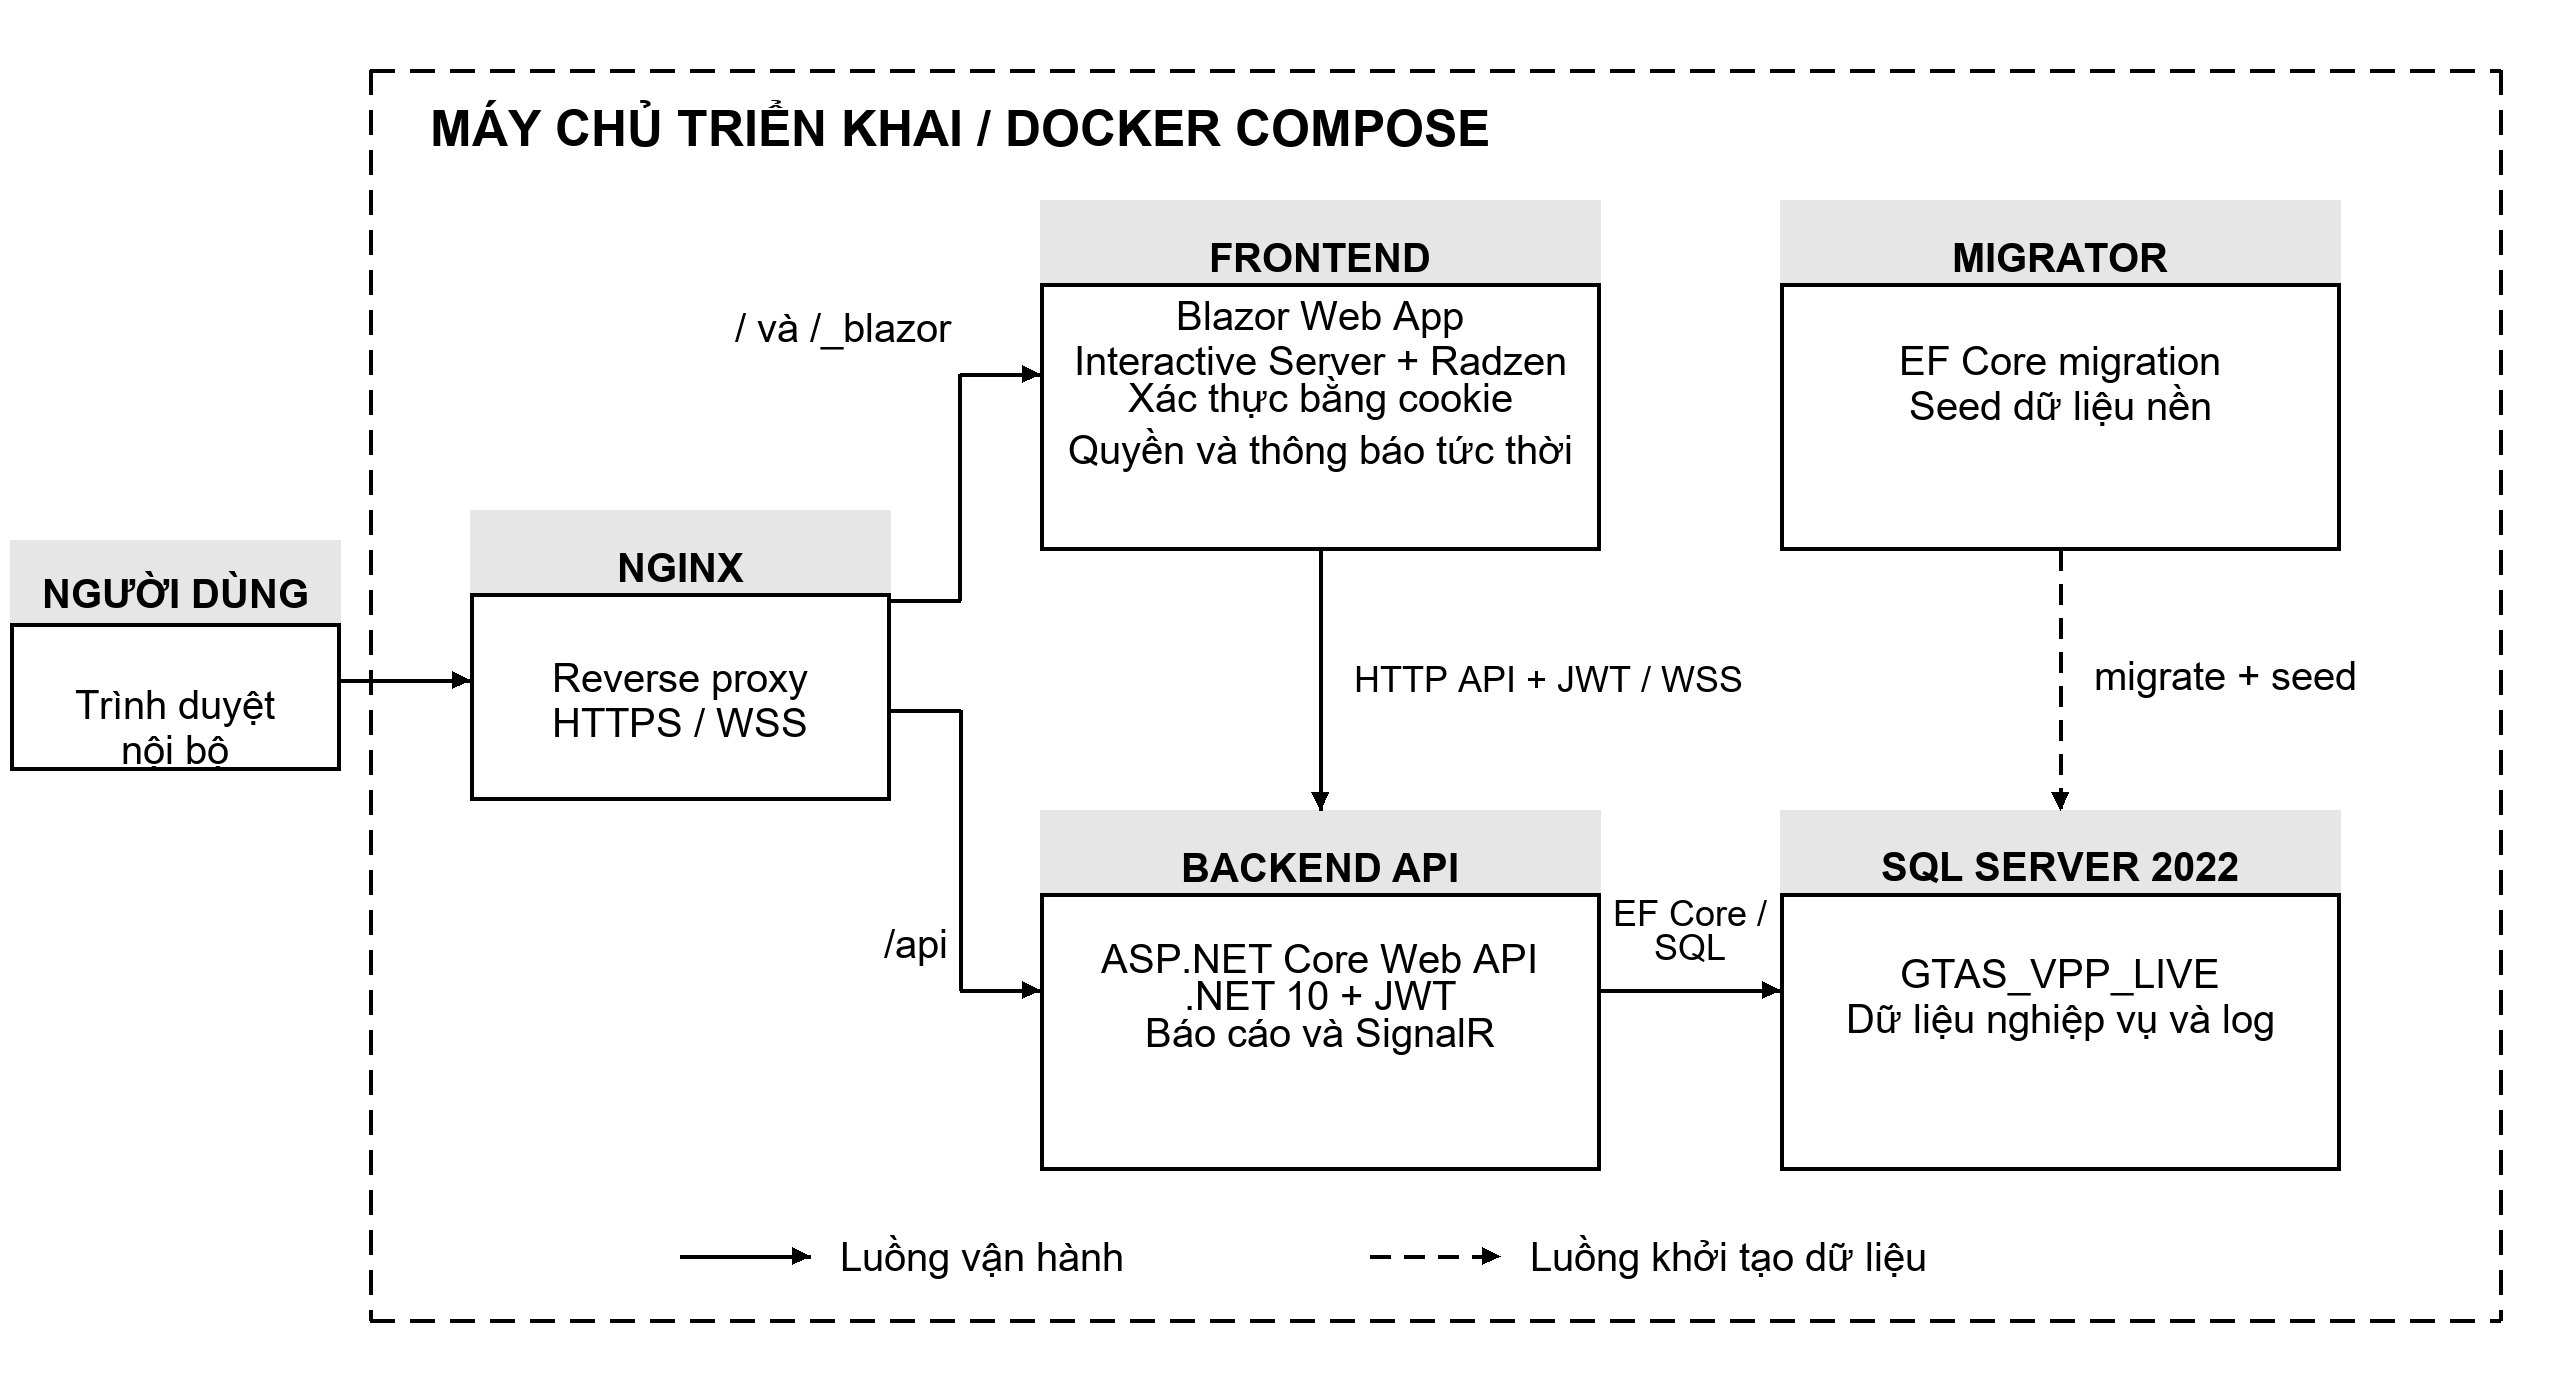 MÁY CHỦ TRIỂN KHAI / DOCKER COMPOSE
NGƯỜI DÙNG
Trình duyệt
nội bộ
NGINX
Reverse proxy
HTTPS / WSS
/ và /_blazor
/api
FRONTEND
Blazor Web App
Interactive Server + Radzen
Xác thực bằng cookie
Quyền và thông báo tức thời
HTTP API + JWT / WSS
BACKEND API
ASP.NET Core Web API
.NET 10 + JWT
Báo cáo và SignalR
EF Core /
SQL
MIGRATOR
EF Core migration
Seed dữ liệu nền
migrate + seed
SQL SERVER 2022
GTAS_VPP_LIVE
Dữ liệu nghiệp vụ và log
Luồng vận hành
Luồng khởi tạo dữ liệu